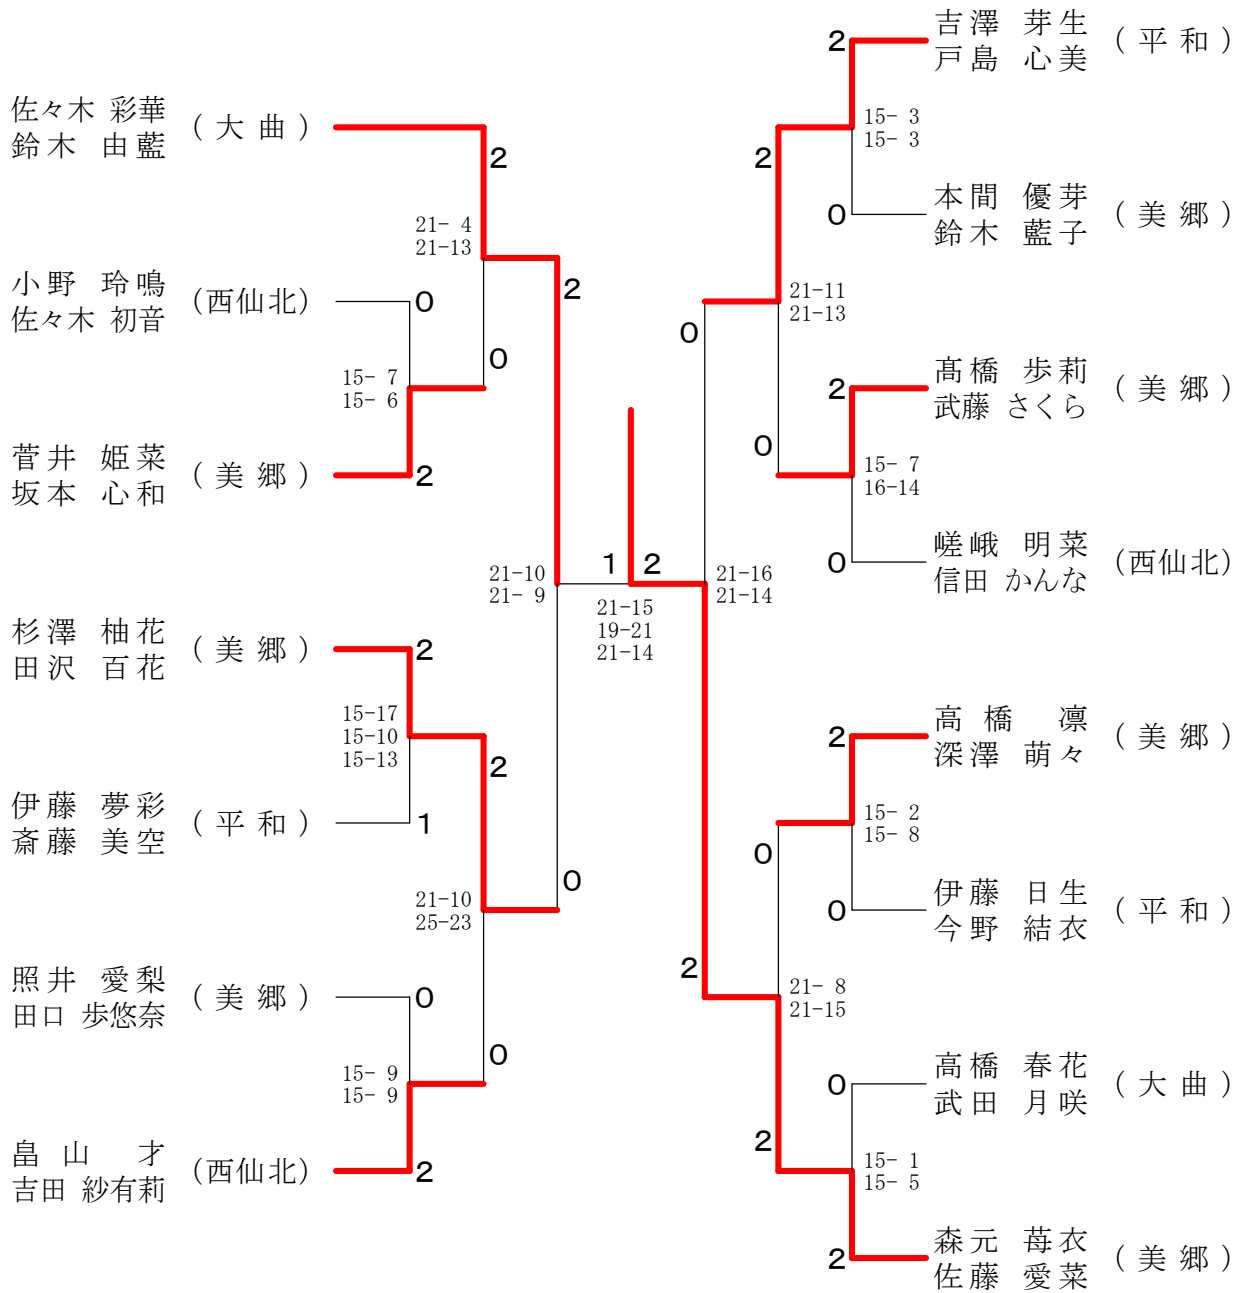 佐々木 彩華
鈴木 由藍
(大曲)
2
21- 4
21-13
小野 玲鳴
佐々木 初音
(西仙北)
0
2
0
15- 7
15- 6
菅井 姫菜
坂本 心和
(美郷)
2
21-10
21- 9
杉澤 柚花
田沢 百花
(美郷)
2
15-17
15-10
15-13
2
伊藤 夢彩
斎藤 美空
(平和)
1
0
21-10
25-23
照井 愛梨
田口 歩悠奈
(美郷)
0
0
15- 9
15- 9
畠山 才
吉田 紗有莉
(西仙北)
2
1
2
21-15
19-21
21-14
吉澤 芽生
戸島 心美
(平和)
2
15- 3
15- 3
2
本間 優芽
鈴木 藍子
(美郷)
0
21-11
21-13
0
髙橋 歩莉
武藤 さくら
(美郷)
2
0
15- 7
16-14
嵯峨 明菜
信田 かんな
(西仙北)
0
21-16
21-14
高橋 凛
深澤 萌々
(美郷)
2
15- 2
15- 8
0
伊藤 日生
今野 結衣
(平和)
0
2
21- 8
21-15
高橋 春花
武田 月咲
(大曲)
0
2
15- 1
15- 5
森元 苺衣
佐藤 愛菜
(美郷)
2